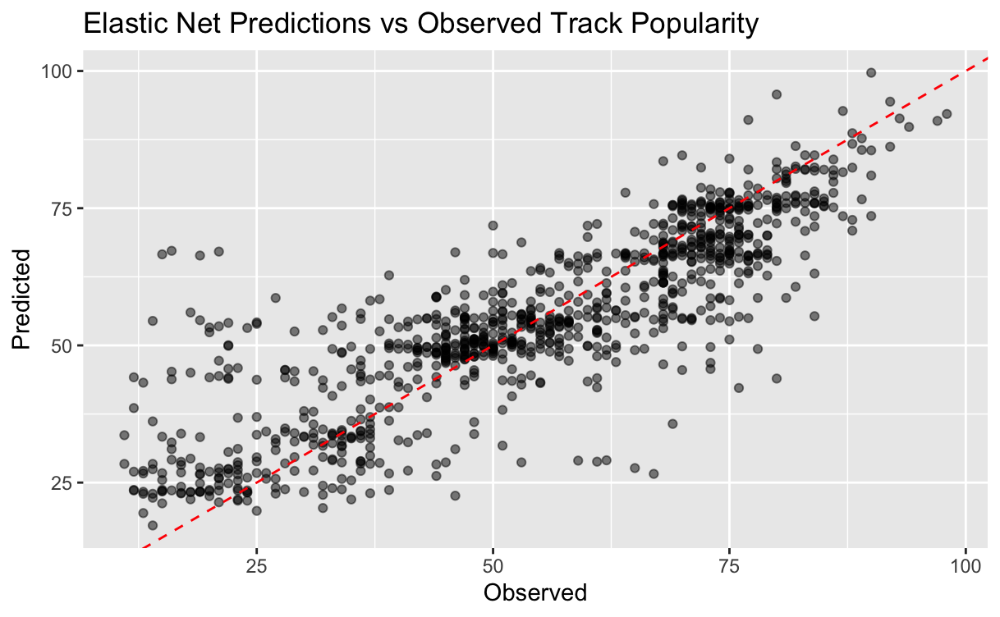 Elastic Net Predictions vs Observed Track Popularity
100
75
50
25
Predicted
25 50 75 100
Observed